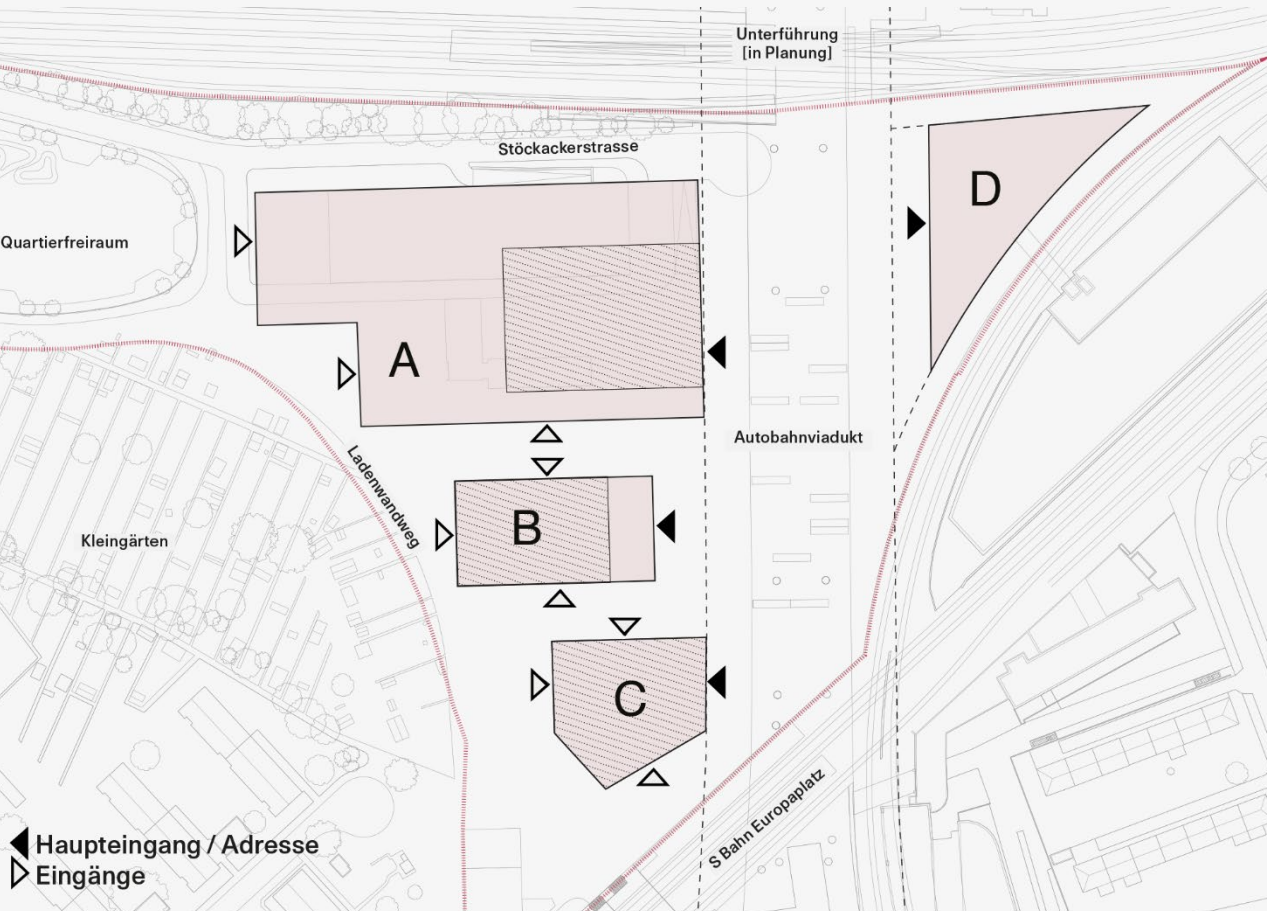 Unterführung
[in Planung]
Stöckackerstrasse
D
Quartierfreiraum
A
Autobahnviadukt
Ladenwandweg
B
Kleingärten
C
S Bahn Europaplatz
Haupteingang / Adresse
Eingänge